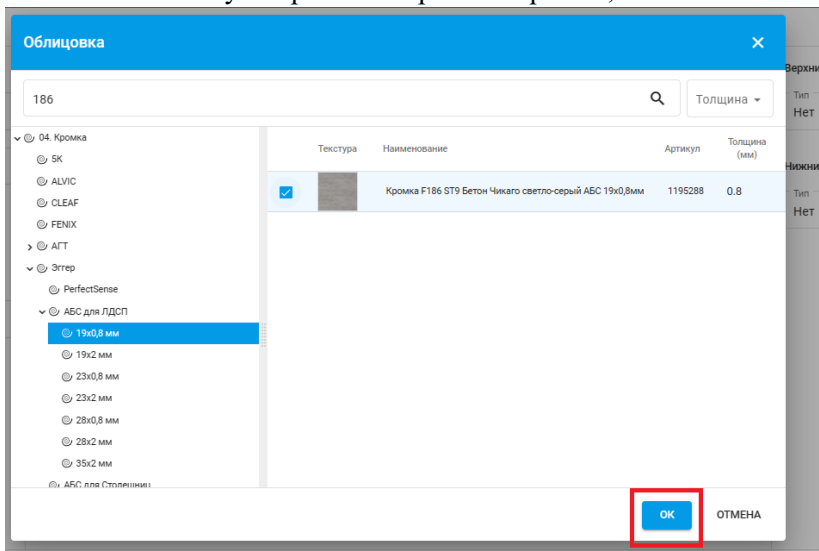 Облицовка
186
Толщина
04. Кромка
5K
ALVIC
CLEAF
FENIX
АГТ
Эггер
PerfectSense
АБС для ЛДСП
19x0,8 мм
19x2 мм
23x0,8 мм
23x2 мм
28x0,8 мм
28x2 мм
35x2 мм
АБС для Столешниц
Текстура Наименование Артикул Толщина
(мм)
Кромка F186 ST9 Бетон Чикаго светло-серый АБС 19x0,8мм 1195288 0.8
ОК ОТМЕНА
Верхни
Тип
Нет
Нижни
Тип
Нет